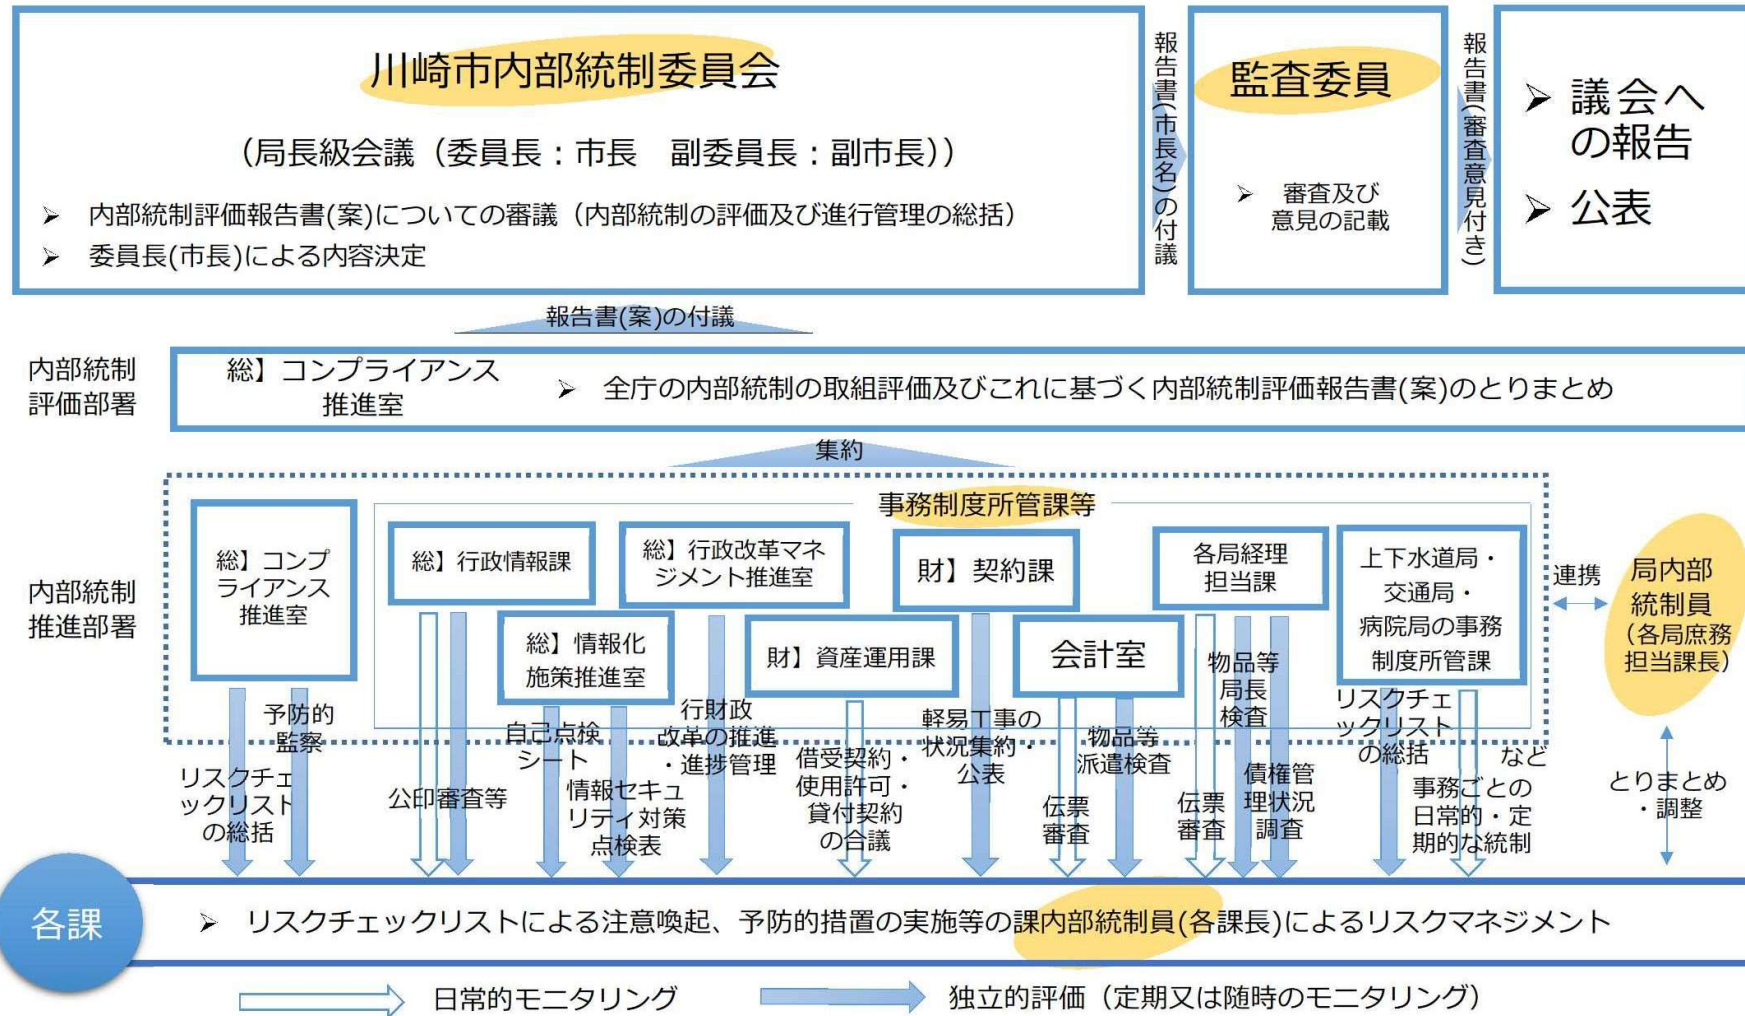 川崎市内部統制委員会
（局長級会議（委員長：市長　副委員長：副市長））
➢ 内部統制評価報告書(案)についての審議（内部統制の評価及び進行管理の総括）
➢ 委員長(市長)による内容決定
報告書(市長名)の付議
監査委員
➢ 審査及び
意見の記載
報告書(審査意見付き)
➢ 議会へ
の報告
➢ 公表
報告書(案)の付議
内部統制
評価部署
総】コンプライアンス
推進室
➢ 全庁の内部統制の取組評価及びこれに基づく内部統制評価報告書(案)のとりまとめ
集約
内部統制
推進部署
総】コンプ
ライアンス
推進室
事務制度所管課等
総】行政情報課
総】情報化
施策推進室
総】行政改革マネ
ジメント推進室
財】資産運用課
財】契約課
会計室
各局経理
担当課
上下水道局・
交通局・
病院局の事務
制度所管課
連携
局内部
統制員
（各局庶務
担当課長）
リスクチェ
ックリスト
の総括
予防的
監察
公印審査等
自己点検
シート
情報セキュ
リティ対策
点検表
行財政
改革の推進
・進捗管理
借受契約・
使用許可・
貸付契約
の合議
軽易工事の
状況集約・
公表
伝票
審査
物品等
派遣検査
伝票
審査
物品等
局長
検査
債権管
理状況
調査
リスクチェ
ックリスト
の総括
など
事務ごとの
日常的・定
期的な統制
とりまとめ
・調整
各課
➢ リスクチェックリストによる注意喚起、予防的措置の実施等の課内部統制員(各課長)によるリスクマネジメント
日常的モニタリング
独立的評価（定期又は随時のモニタリング）